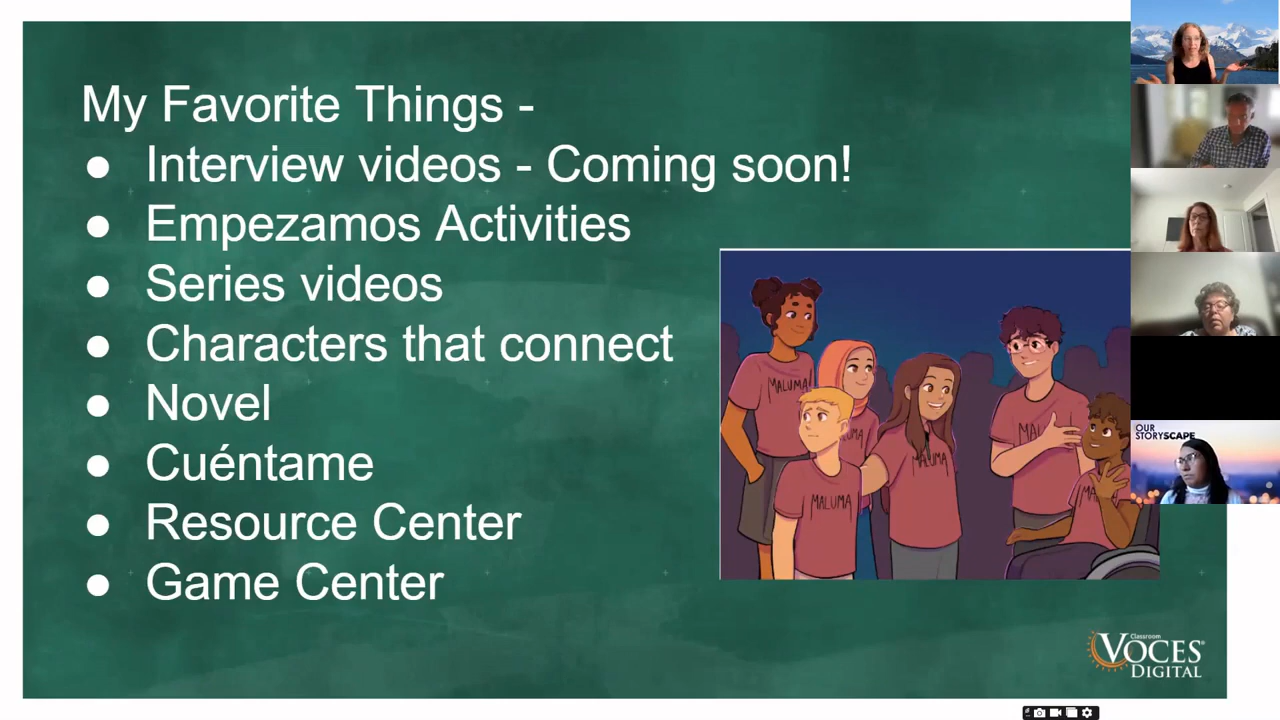 My Favorite Things -
● Interview videos - Coming soon!
● Empezamos Activities
● Series videos
● Characters that connect
● Novel
● Cuéntame
● Resource Center
● Game Center
MALUMA
MALUMA
MALUMA
OUR
STORYSCAPE
Classroom
VOCES
DIGITAL